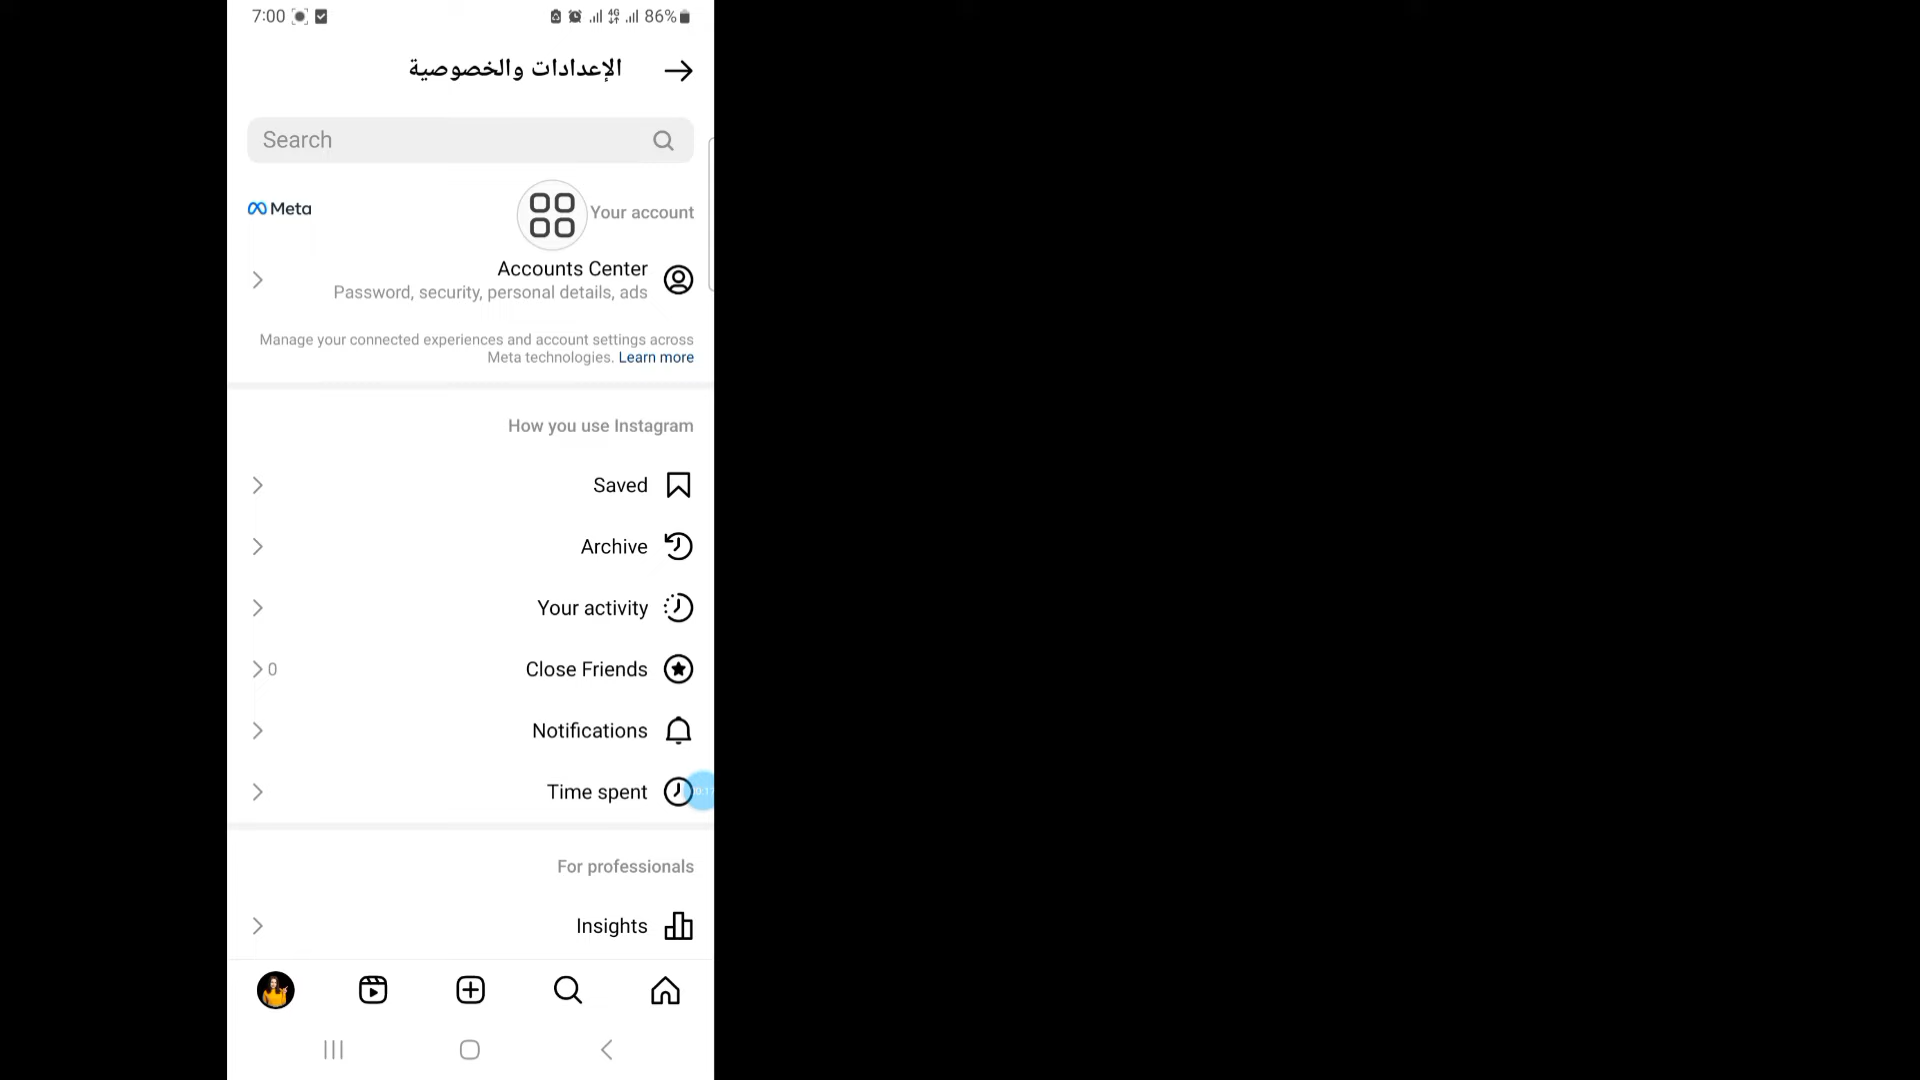 7:00
4G
86%
الإعدادات والخصوصية
Search
Your account
Meta
Accounts Center
Password, security, personal details, ads
Manage your connected experiences and account settings across
Meta technologies. Learn more
How you use Instagram
Saved
Archive
Your activity
Close Friends
0
Notifications
Time spent
For professionals
Insights